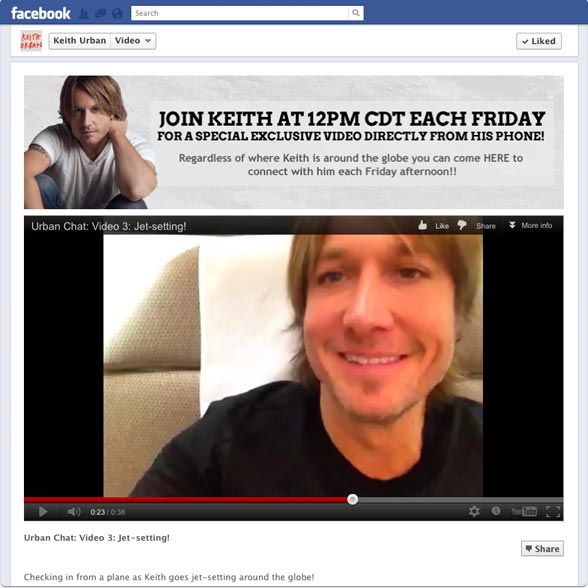 facebook
Search
KEITH
URBAN
Keith Urban
Video
Liked
JOIN KEITH AT 12PM CDT EACH FRIDAY
FOR A SPECIAL EXCLUSIVE VIDEO DIRECTLY FROM HIS PHONE!
Regardless of where Keith is around the globe you can come HERE to
connect with him each Friday afternoon!!
Urban Chat: Video 3: Jet-setting!
Like
Share
More info
0:23 / 0:38
YouTube
Urban Chat: Video 3: Jet-setting!
Share
Checking in from a plane as Keith goes jet-setting around the globe!